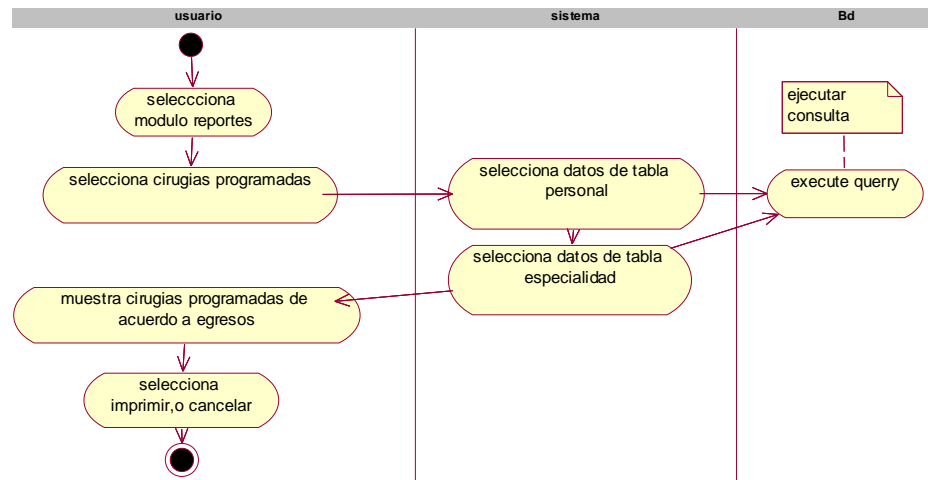 usuario
sistema
Bd
seleccciona
modulo reportes
ejecutar
consulta
selecciona cirugias programadas
selecciona datos de tabla
personal
execute querry
selecciona datos de tabla
especialidad
muestra cirugias programadas de
acuerdo a egresos
selecciona
imprimir,o cancelar